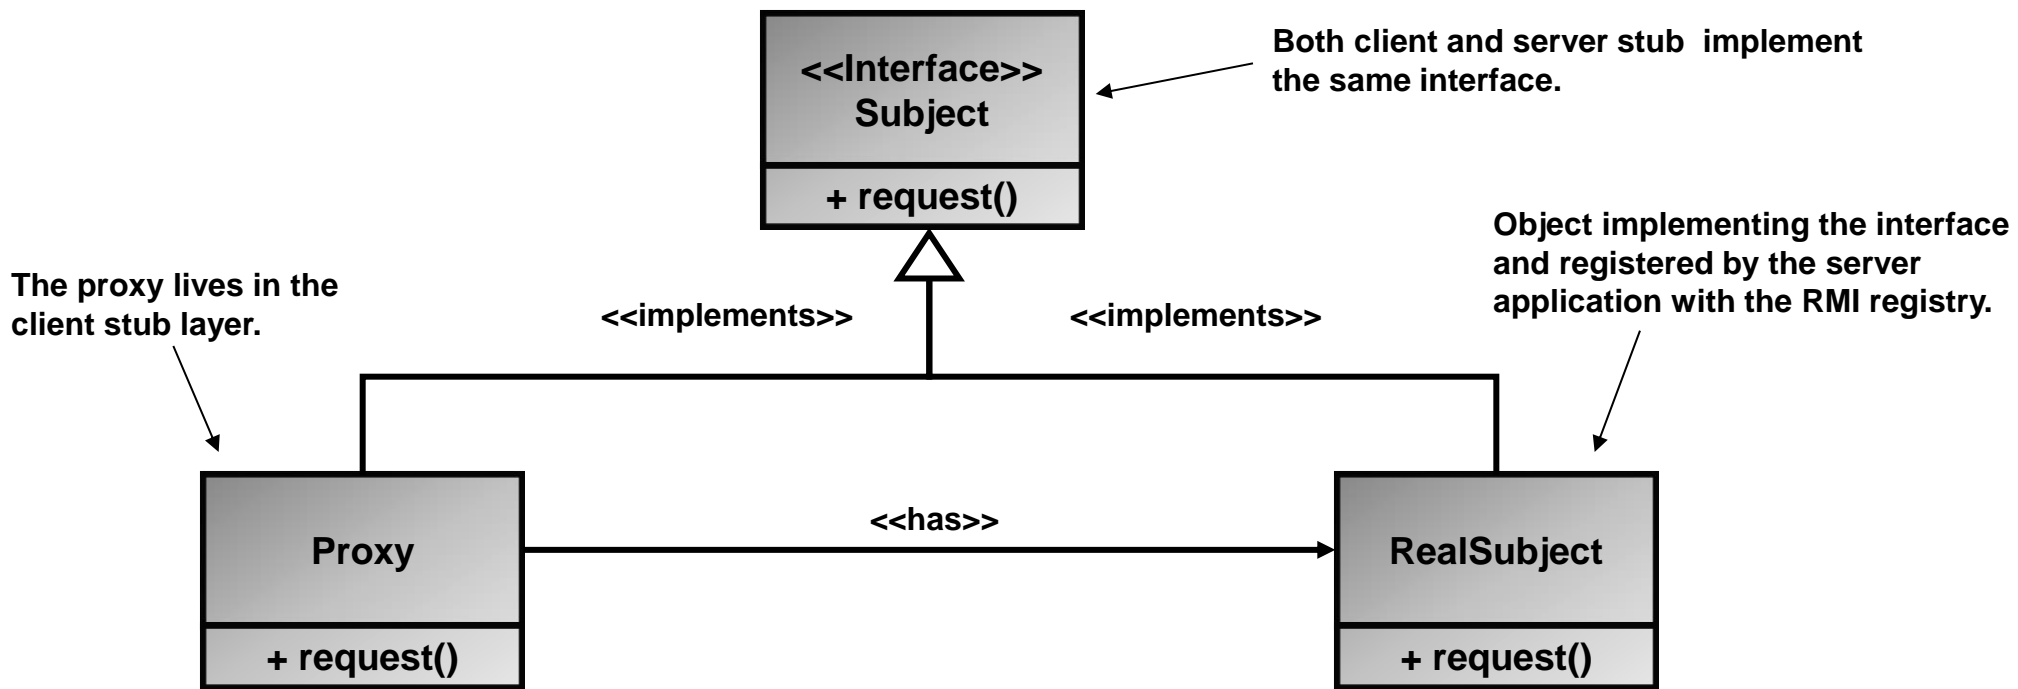 <<Interface>>
Subject
+ request()
Both client and server stub implement
the same interface.
Object implementing the interface
and registered by the server
application with the RMI registry.
The proxy lives in the
client stub layer.
<<implements>>
<<implements>>
<<has>>
Proxy
+ request()
RealSubject
+ request()